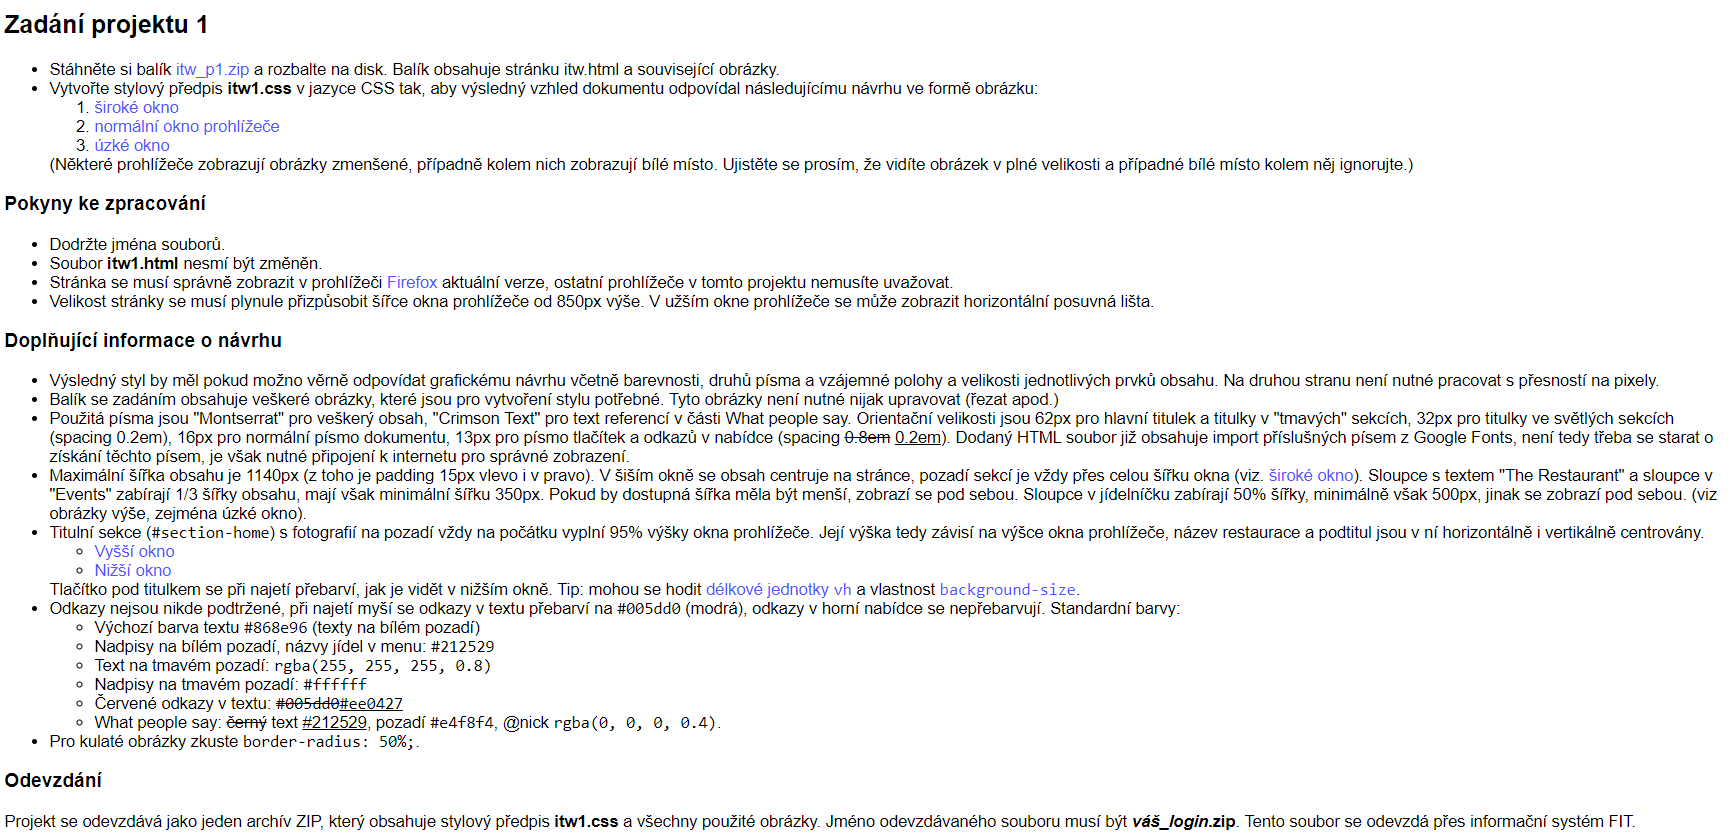 Zadání projektu 1
Stáhněte si balík itw_p1.zip a rozbalte na disk. Balík obsahuje stránku itw.html a související obrázky.
Vytvořte stylový předpis itw1.css v jazyce CSS tak, aby výsledný vzhled dokumentu odpovídal následujícímu návrhu ve formě obrázku:
1. široké okno
2. normální okno prohlížeče
3. úzké okno
(Některé prohlížeče zobrazují obrázky zmenšené, případně kolem nich zobrazují bílé místo. Ujistěte se prosím, že vidíte obrázek v plné velikosti a případné bílé místo kolem něj ignorujte.)
Pokyny ke zpracování
Dodržte jména souborů.
Soubor itw1.html nesmí být změněn.
Stránka se musí správně zobrazit v prohlížeči Firefox aktuální verze, ostatní prohlížeče v tomto projektu nemusíte uvažovat.
Velikost stránky se musí plynule přizpůsobit šířce okna prohlížeče od 850px výše. V užším okne prohlížeče se může zobrazit horizontální posuvná lišta.
Doplňující informace o návrhu
Výsledný styl by měl pokud možno věrně odpovídat grafickému návrhu včetně barevnosti, druhů písma a vzájemné polohy a velikosti jednotlivých prvků obsahu. Na druhou stranu není nutné pracovat s přesností na pixely.
Balík se zadáním obsahuje veškeré obrázky, které jsou pro vytvoření stylu potřebné. Tyto obrázky není nutné nijak upravovat (řezat apod.)
Použitá písma jsou "Montserrat" pro veškerý obsah, "Crimson Text" pro text referencí v části What people say. Orientační velikosti jsou 62px pro hlavní titulek a titulky v "tmavých" sekcích, 32px pro titulky ve světlých sekcích
(spacing 0.2em), 16px pro normální písmo dokumentu, 13px pro písmo tlačítek a odkazů v nabídce (spacing 0.8em 0.2em). Dodaný HTML soubor již obsahuje import příslušných písem z Google Fonts, není tedy třeba se starat o
získání těchto písem, je však nutné připojení k internetu pro správné zobrazení.
Maximální šířka obsahu je 1140px (z toho je padding 15px vlevo i v pravo). V šiším okně se obsah centruje na stránce, pozadí sekcí je vždy přes celou šířku okna (viz. široké okno). Sloupce s textem "The Restaurant" a sloupce v
"Events" zabírají 1/3 šířky obsahu, mají však minimální šířku 350px. Pokud by dostupná šířka měla být menší, zobrazí se pod sebou. Sloupce v jídelníčku zabírají 50% šířky, minimálně však 500px, jinak se zobrazí pod sebou. (viz
obrázky výše, zejména úzké okno).
Titulní sekce (#section-home) s fotografií na pozadí vždy na počátku vyplní 95% výšky okna prohlížeče. Její výška tedy závisí na výšce okna prohlížeče, název restaurace a podtitul jsou v ní horizontálně i vertikálně centrovány.
Vyšší okno
Nižší okno
Tlačítko pod titulkem se při najetí přebarví, jak je vidět v nižším okně. Tip: mohou se hodit délkové jednotky vh a vlastnost background-size.
Odkazy nejsou nikde podtržené, při najetí myší se odkazy v textu přebarví na #005dd0 (modrá), odkazy v horní nabídce se nepřebarvují. Standardní barvy:
Výchozí barva textu #868e96 (texty na bílém pozadí)
Nadpisy na bílém pozadí, názvy jídel v menu: #212529
Text na tmavém pozadí: rgba(255, 255, 255, 0.8)
Nadpisy na tmavém pozadí: #ffffff
Červené odkazy v textu: #005dd0#ee0427
What people say: černý text #212529, pozadí #e4f8f4, @nick rgba(0, 0, 0, 0.4).
Pro kulaté obrázky zkuste border-radius: 50%;.
Odevzdání
Projekt se odevzdává jako jeden archív ZIP, který obsahuje stylový předpis itw1.css a všechny použité obrázky. Jméno odevzdávaného souboru musí být váš_login.zip. Tento soubor se odevzdá přes informační systém FIT.